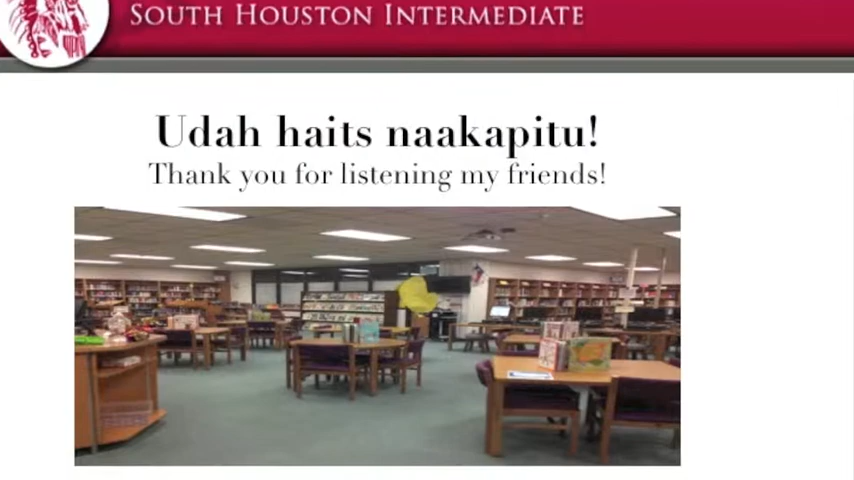 South Houston Intermediate
Udah haits naakapitu!
Thank you for listening my friends!